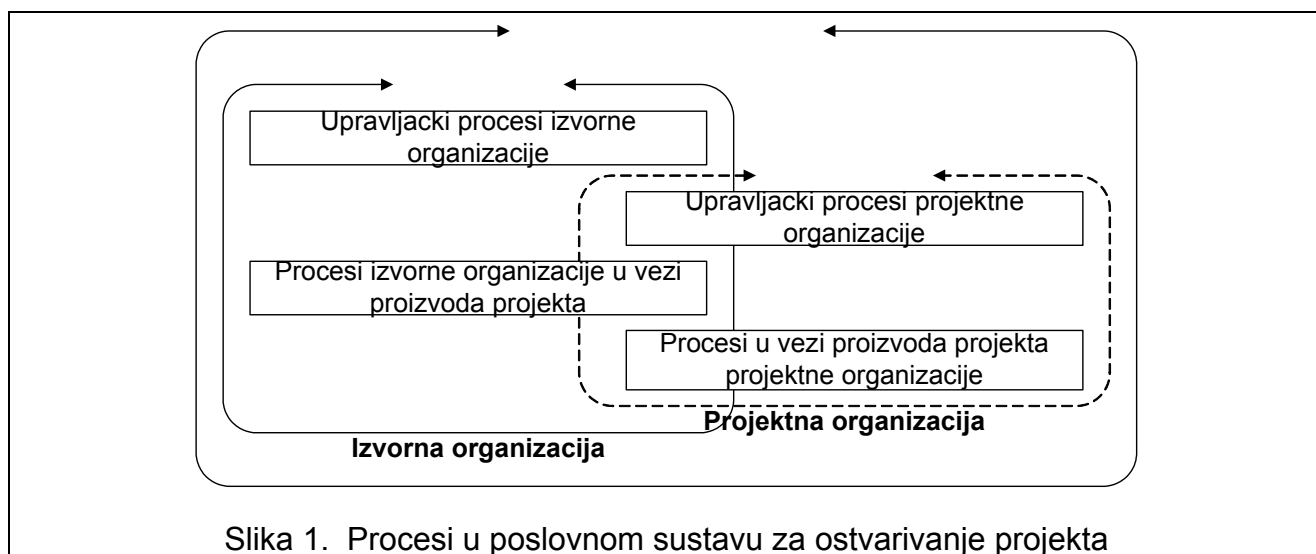 Upravljacki procesi izvorne
organizacije
Upravljacki procesi projektne
organizacije
Procesi izvorne organizacije u vezi
proizvoda projekta
Procesi u vezi proizvoda projekta
projektne organizacije
Projektna organizacija
Izvorna organizacija
Slika 1. Procesi u poslovnom sustavu za ostvarivanje projekta